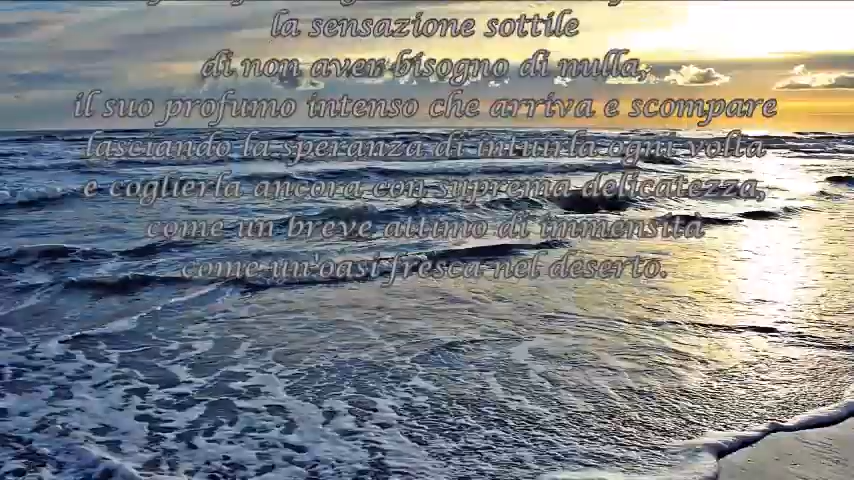 la sensazione sottile
di non aver bisogno di nulla,
il suo profumo intenso che arriva e scompare
lasciando la speranza di intuirla ogni volta
e coglierla ancora con suprema delicatezza,
come un breve attimo di immensità
come un'oasi fresca nel deserto.